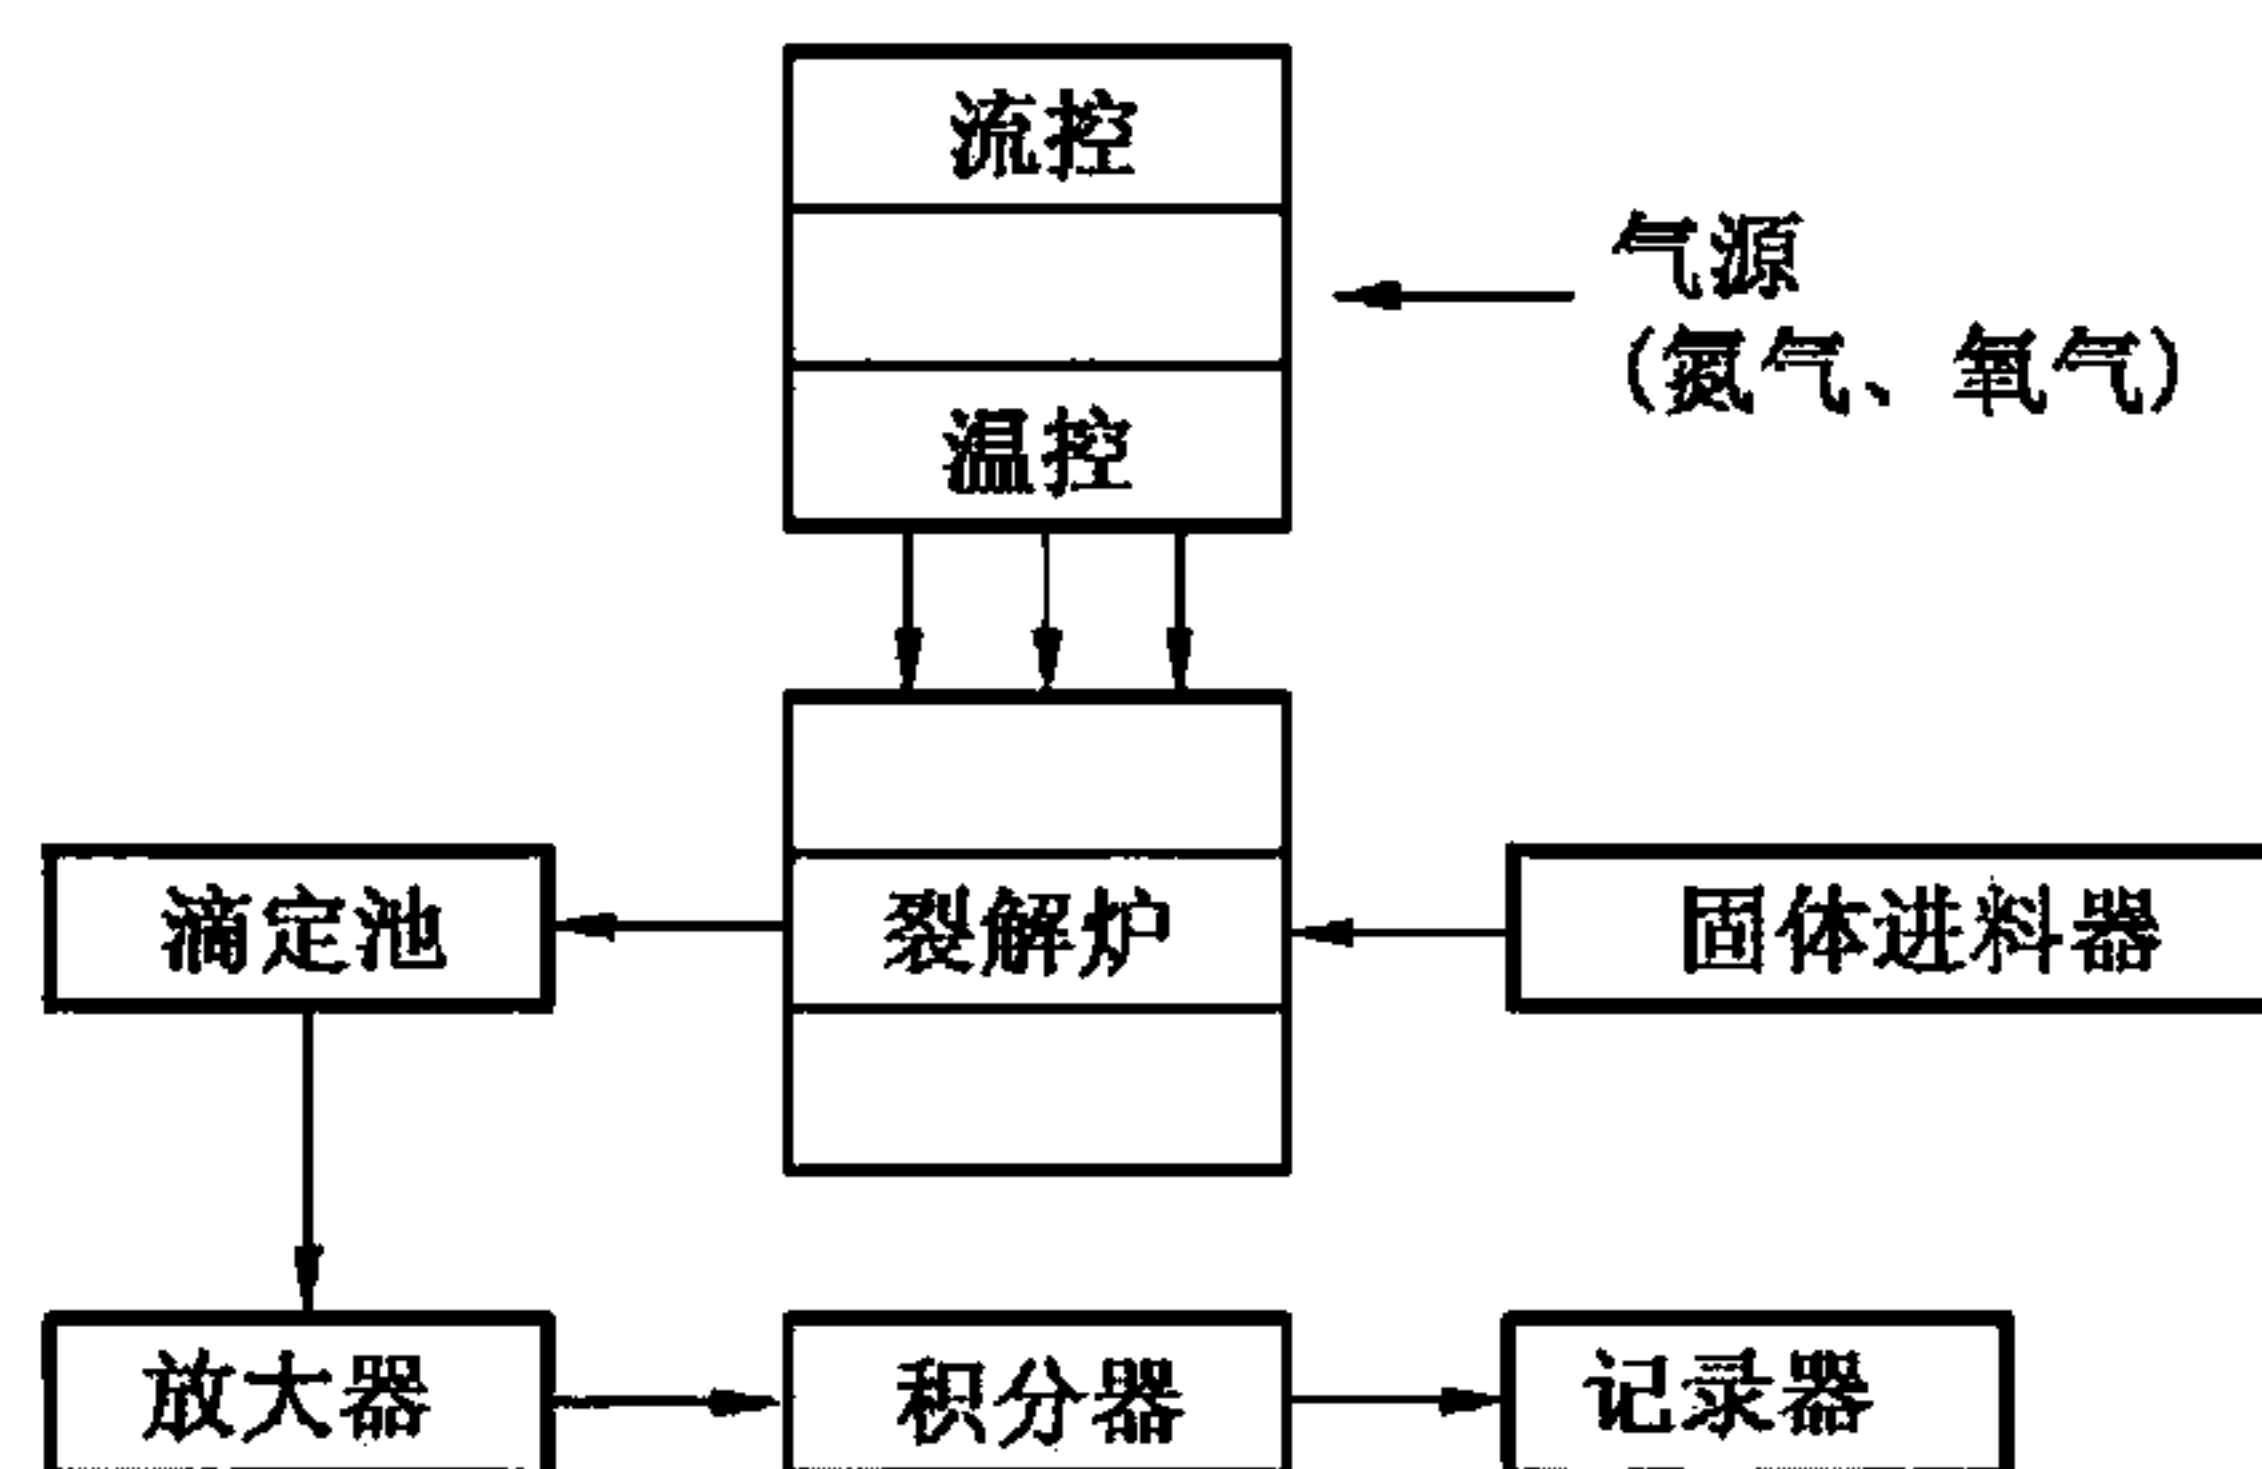 流控
气源
(氮气、氧气)
温控
滴定池
裂解炉
固体进料器
放大器
积分器
记录器